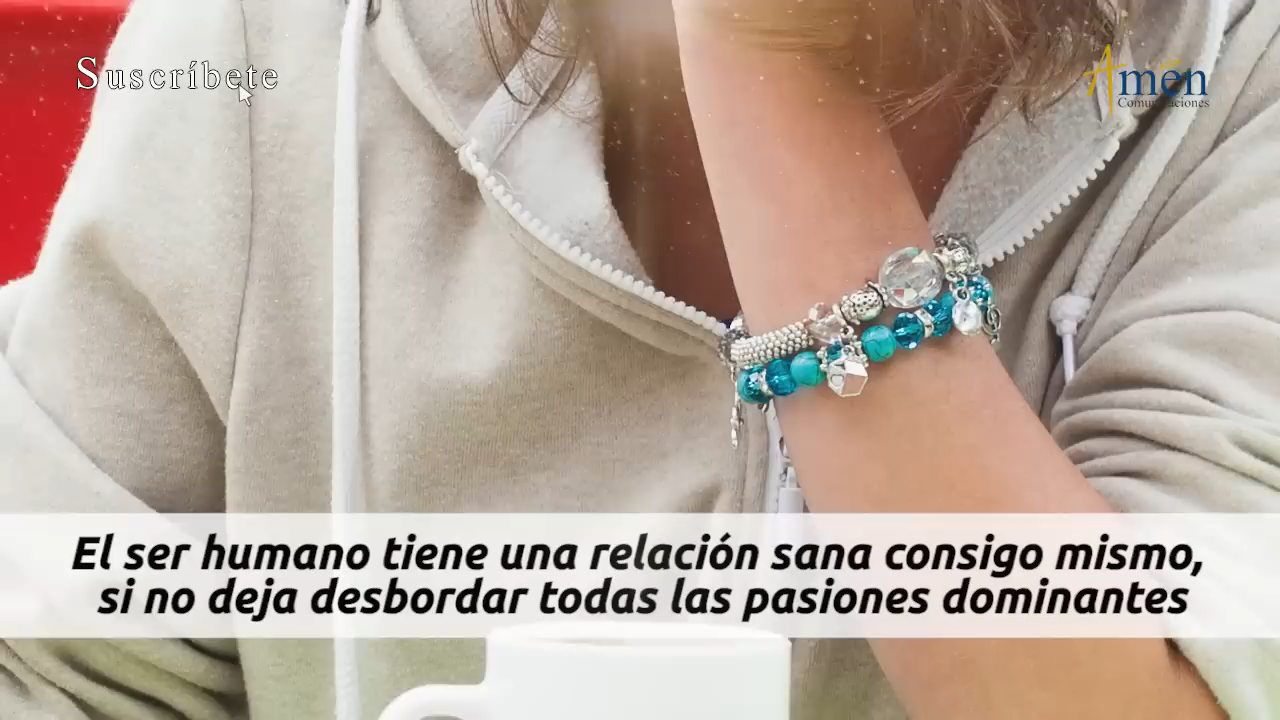 Suscríbete
Amén
Comunicaciones
El ser humano tiene una relación sana consigo mismo,
si no deja desbordar todas las pasiones dominantes